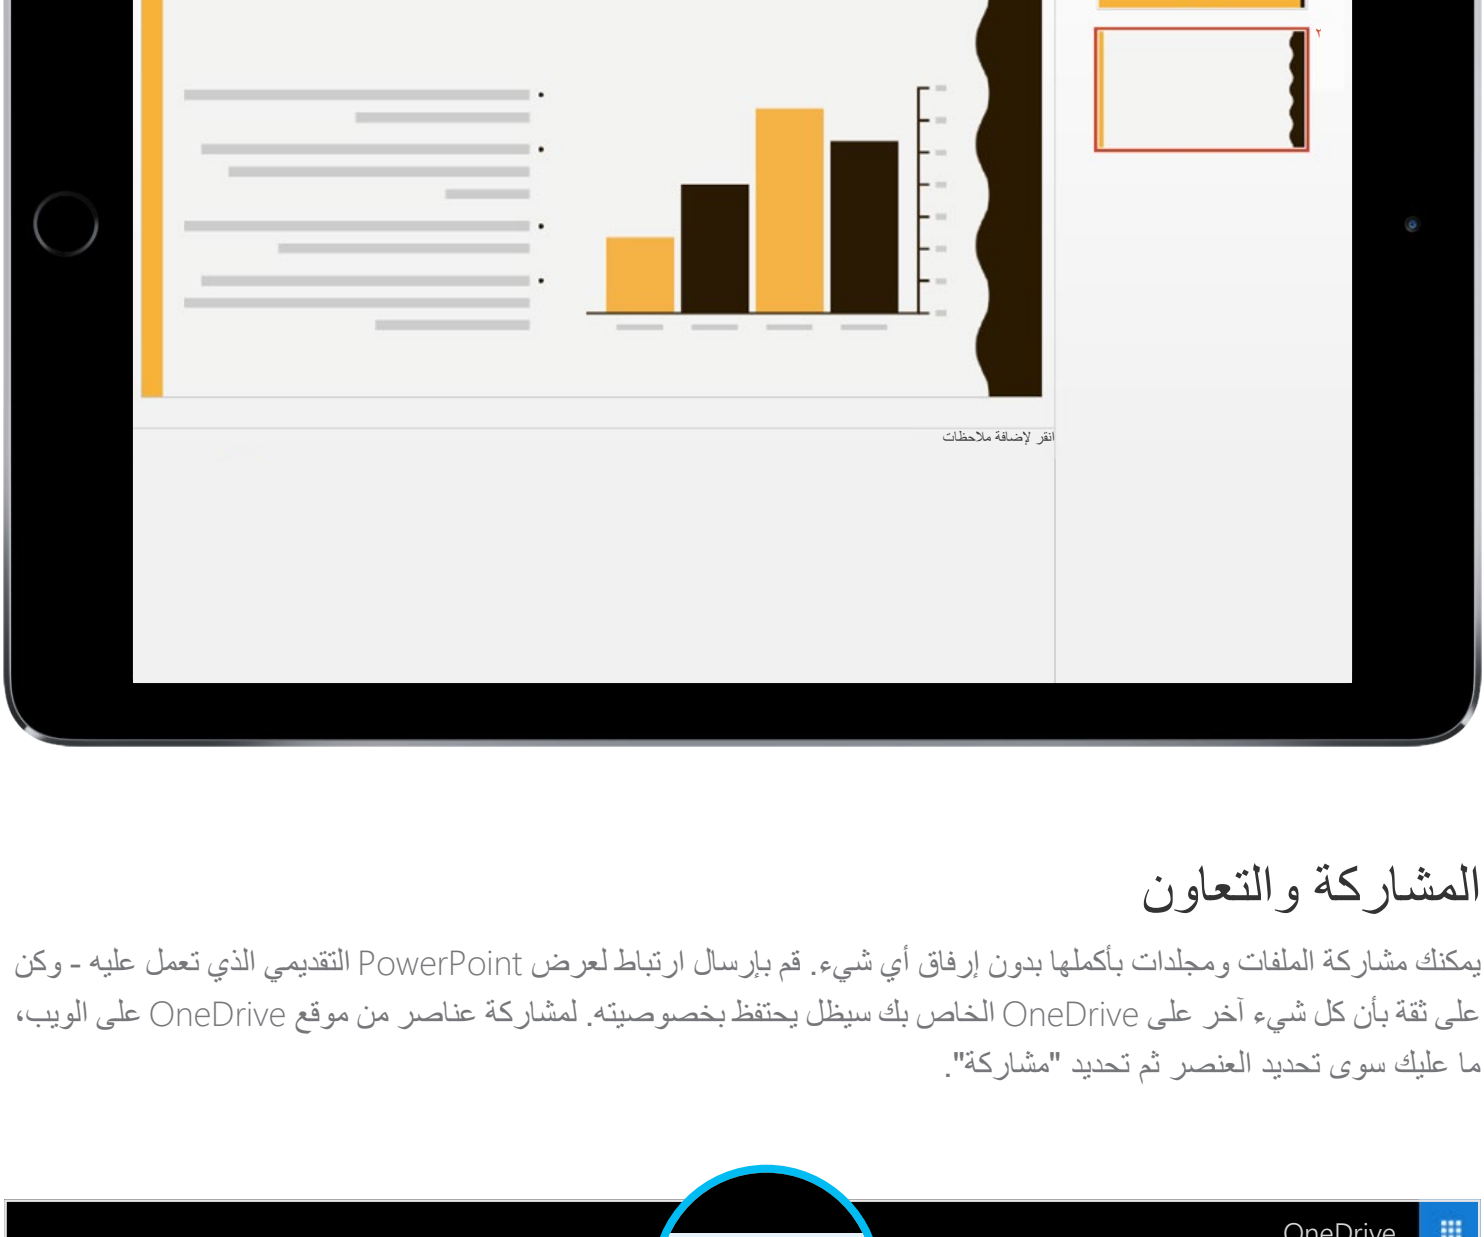 ٢
انقر لإضافة ملاحظات
المشاركة والتعاون
يمكنك مشاركة الملفات ومجلدات بأكملها بدون إرفاق أي شيء. قم بإرسال ارتباط لعرض PowerPoint التقديمي الذي تعمل عليه - وكن
على ثقة بأن كل شيء آخر على OneDrive الخاص بك سيظل يحتفظ بخصوصيته. لمشاركة عناصر من موقع OneDrive على الويب،
ما عليك سوى تحديد العنصر ثم تحديد "مشاركة".
OneDrive